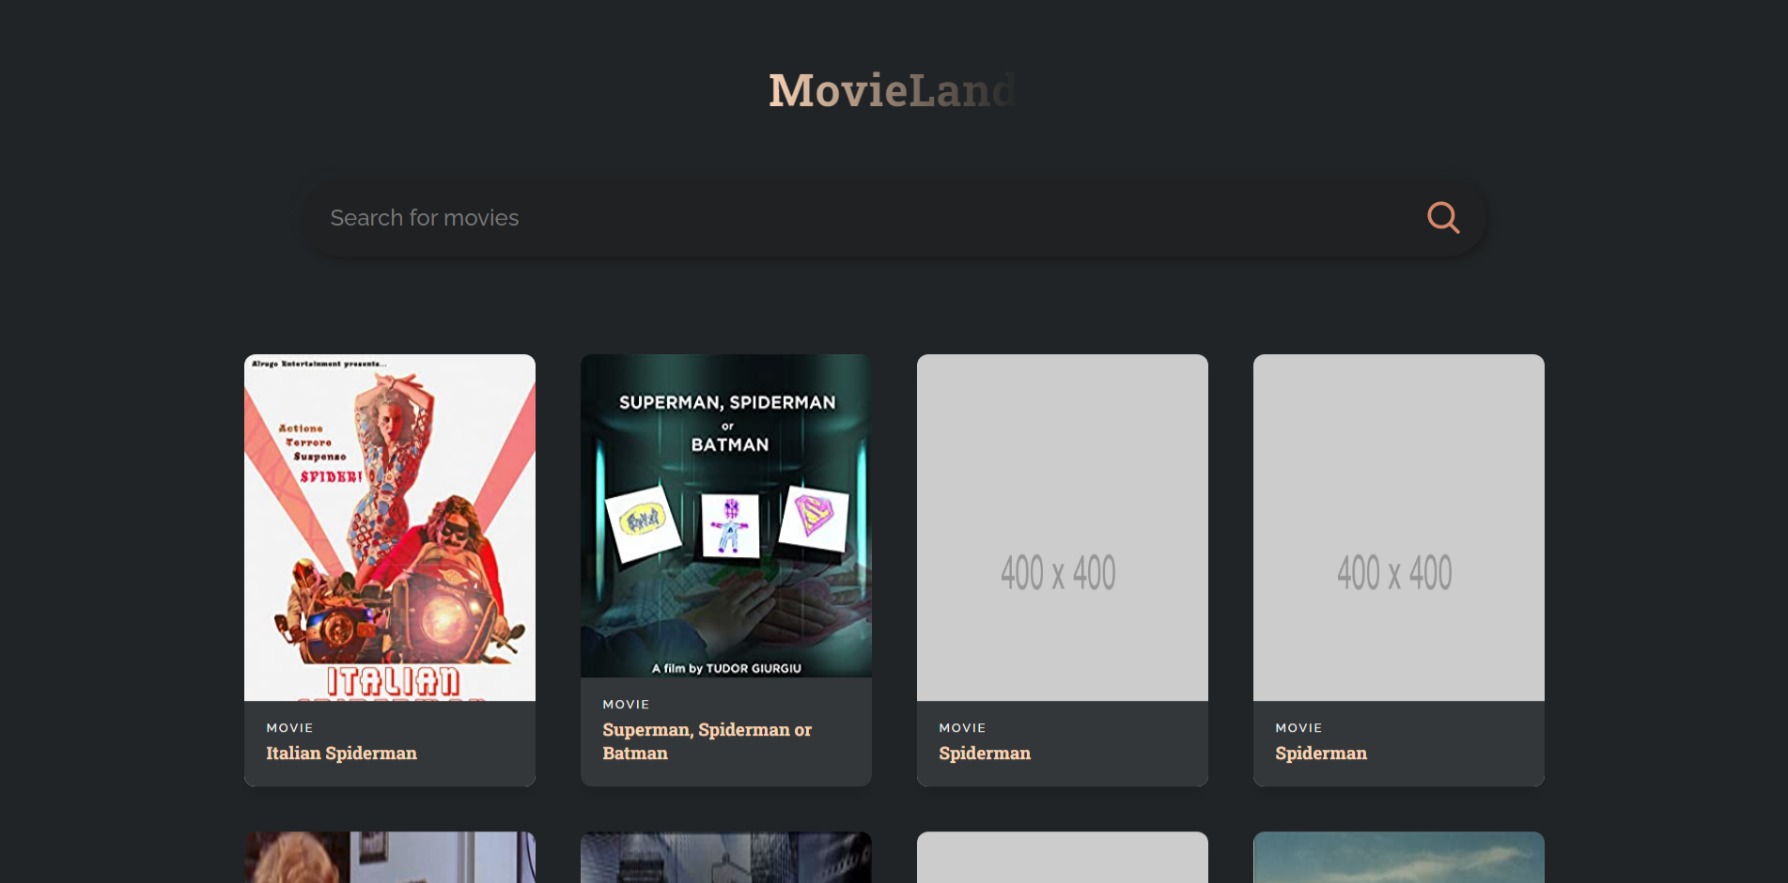 MovieLand
Search for movies
Alrugo Entertainment presents...
Actione
Terrore
Suspenso
SPIDER!
ITALIAN
MOVIE
Italian Spiderman
SUPERMAN, SPIDERMAN
or
BATMAN
A film by TUDOR GIURGIU
MOVIE
Superman, Spiderman or
Batman
400 x 400
MOVIE
Spiderman
400 x 400
MOVIE
Spiderman